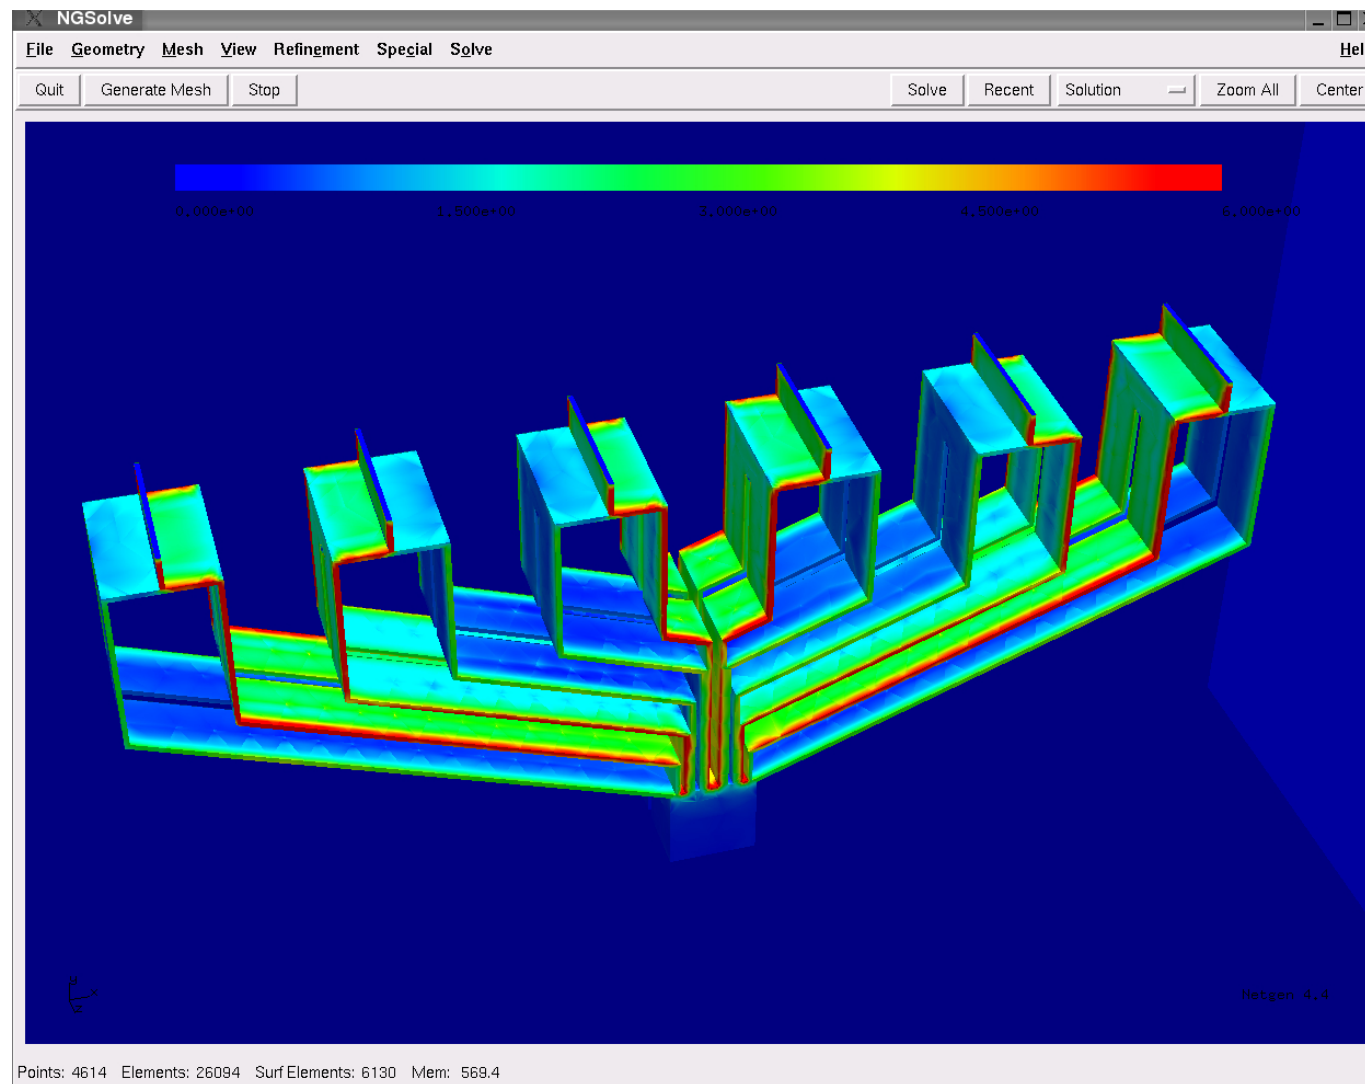 NGSolve
File Geometry Mesh View Refinement Special Solve Hel
Quit Generate Mesh Stop Solve Recent Solution Zoom All Center
0.000e+00 1.500e+00 3.000e+00 4.500e+00 6.000e+00
y
x
z
Netgen 4.4
Points: 4614 Elements: 26094 Surf Elements: 6130 Mem: 569.4